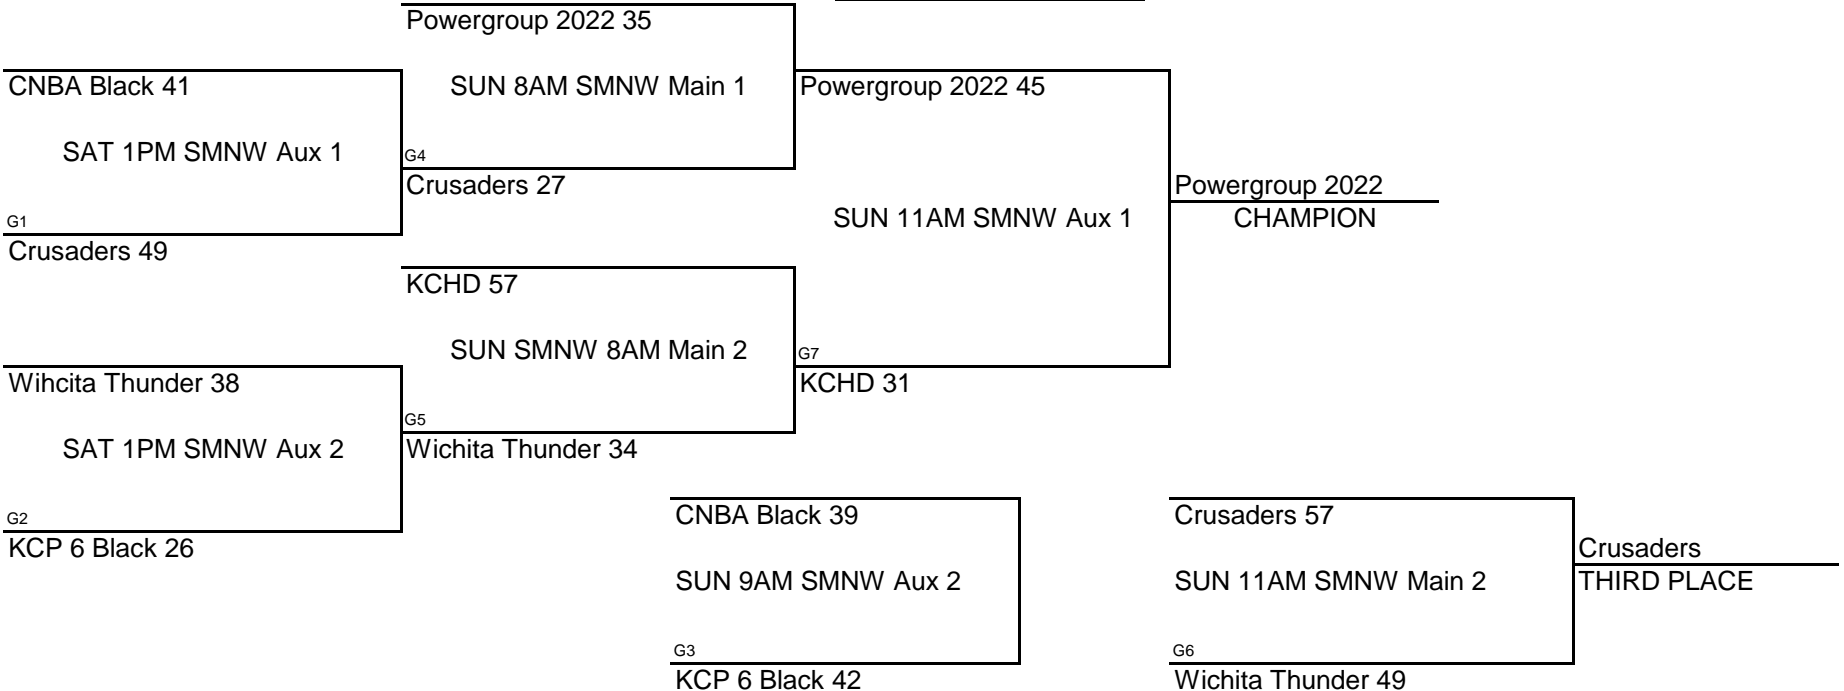 Powergroup 2022 35
CNBA Black 41
SUN 8AM SMNW Main 1
Powergroup 2022 45
SAT 1PM SMNW Aux 1
G4
Crusaders 27
Powergroup 2022
G1
SUN 11AM SMNW Aux 1
CHAMPION
Crusaders 49
KCHD 57
SUN SMNW 8AM Main 2
G7
Wihcita Thunder 38
KCHD 31
G5
SAT 1PM SMNW Aux 2
Wichita Thunder 34
G2
CNBA Black 39
Crusaders 57
KCP 6 Black 26
Crusaders
SUN 9AM SMNW Aux 2
SUN 11AM SMNW Main 2
THIRD PLACE
G3
G6
KCP 6 Black 42
Wichita Thunder 49